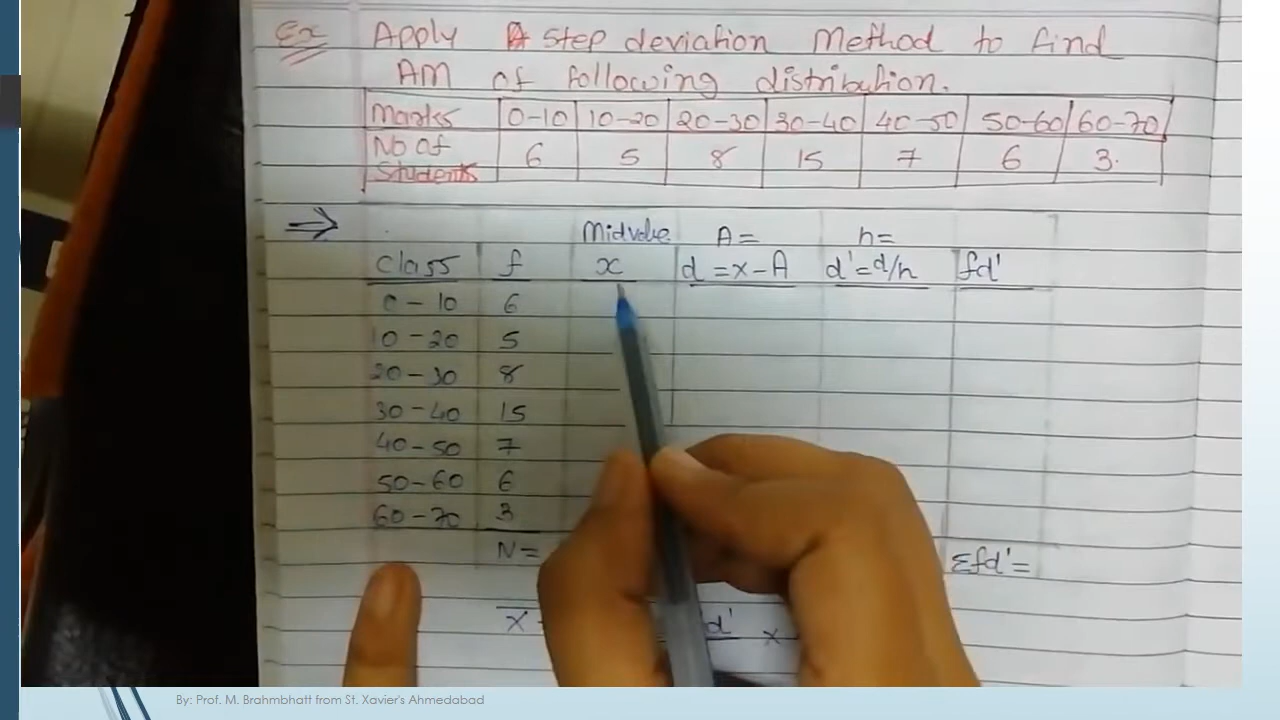 Ex Apply Step deviation Method to find
AM of following distribution.
Marks 0-10 10-20 20-30 30-40 40-50 50-60 60-70
No of Students 6 5 8 15 7 6 3.
⇒ Midvalue A= h=
class f x d=x-A d'=d/h fd'
0-10 6
10-20 5
20-30 8
30-40 15
40-50 7
50-60 6
60-70 3
N= Σfd'=
x̄ d' x
By: Prof. M. Brahmbhatt from St. Xavier's Ahmedabad